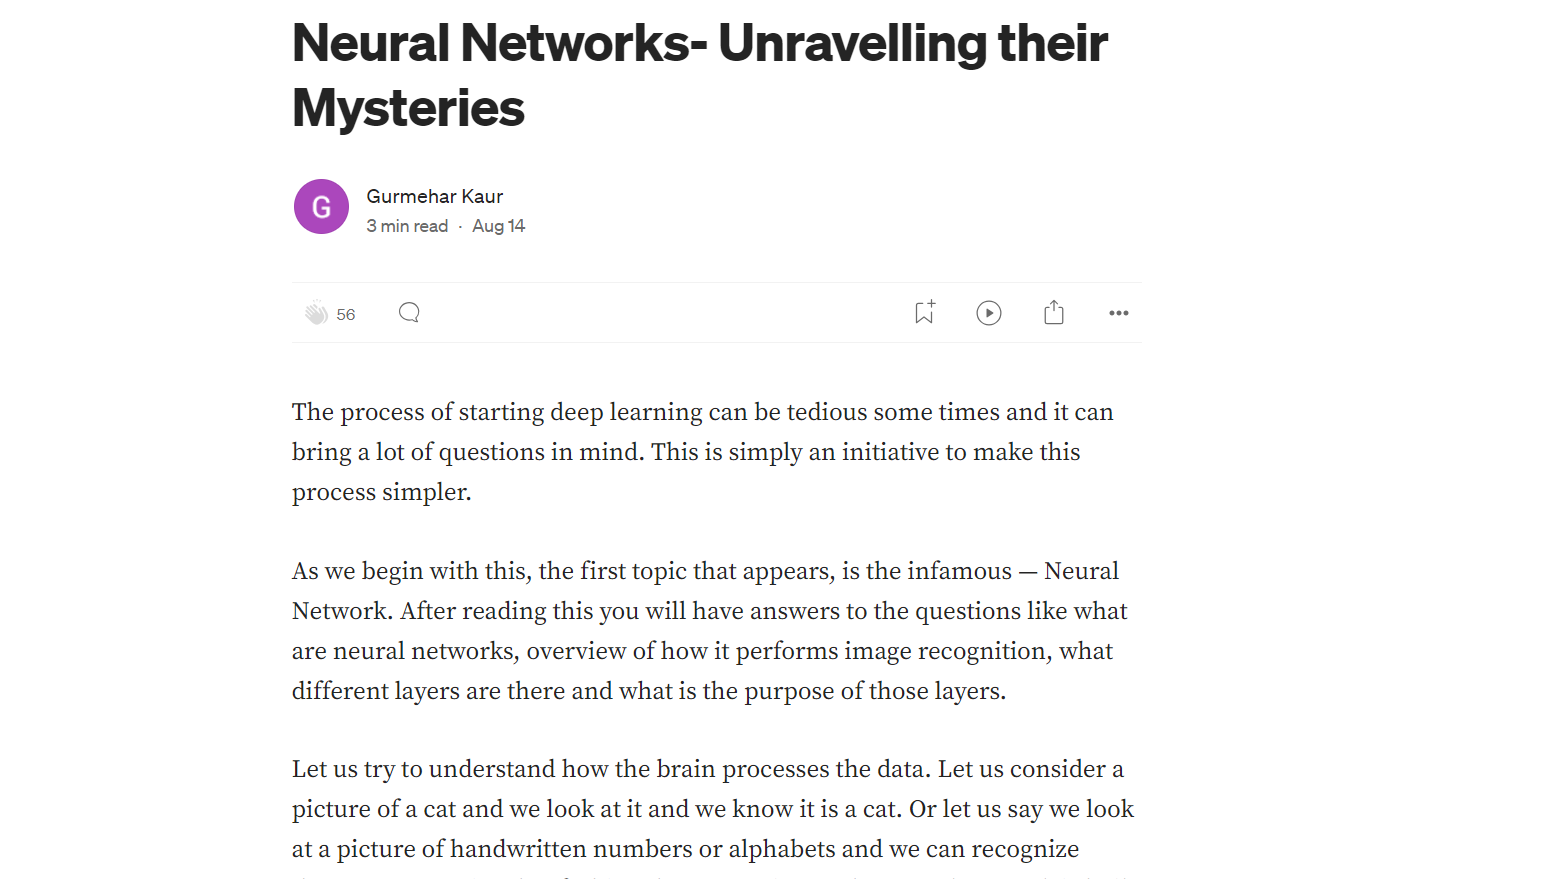 Neural Networks- Unravelling their
Mysteries
G
Gurmehar Kaur
3 min read · Aug 14
56
The process of starting deep learning can be tedious some times and it can
bring a lot of questions in mind. This is simply an initiative to make this
process simpler.
As we begin with this, the first topic that appears, is the infamous — Neural
Network. After reading this you will have answers to the questions like what
are neural networks, overview of how it performs image recognition, what
different layers are there and what is the purpose of those layers.
Let us try to understand how the brain processes the data. Let us consider a
picture of a cat and we look at it and we know it is a cat. Or let us say we look
at a picture of handwritten numbers or alphabets and we can recognize